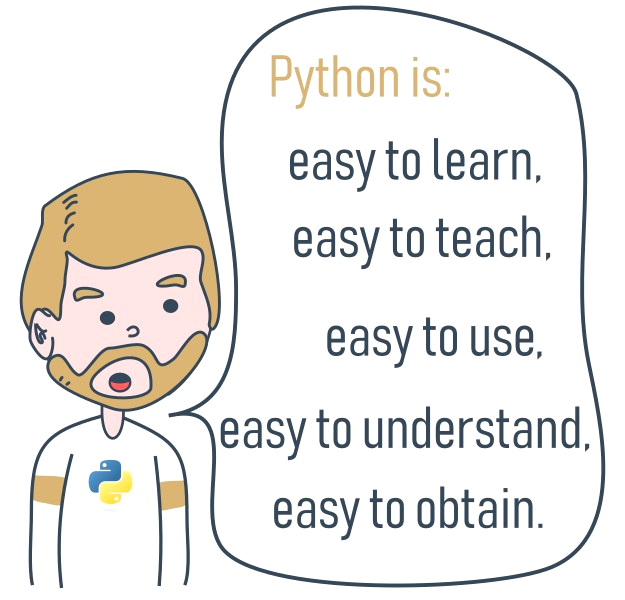 Python is:
easy to learn,
easy to teach,
easy to use,
easy to understand,
easy to obtain.